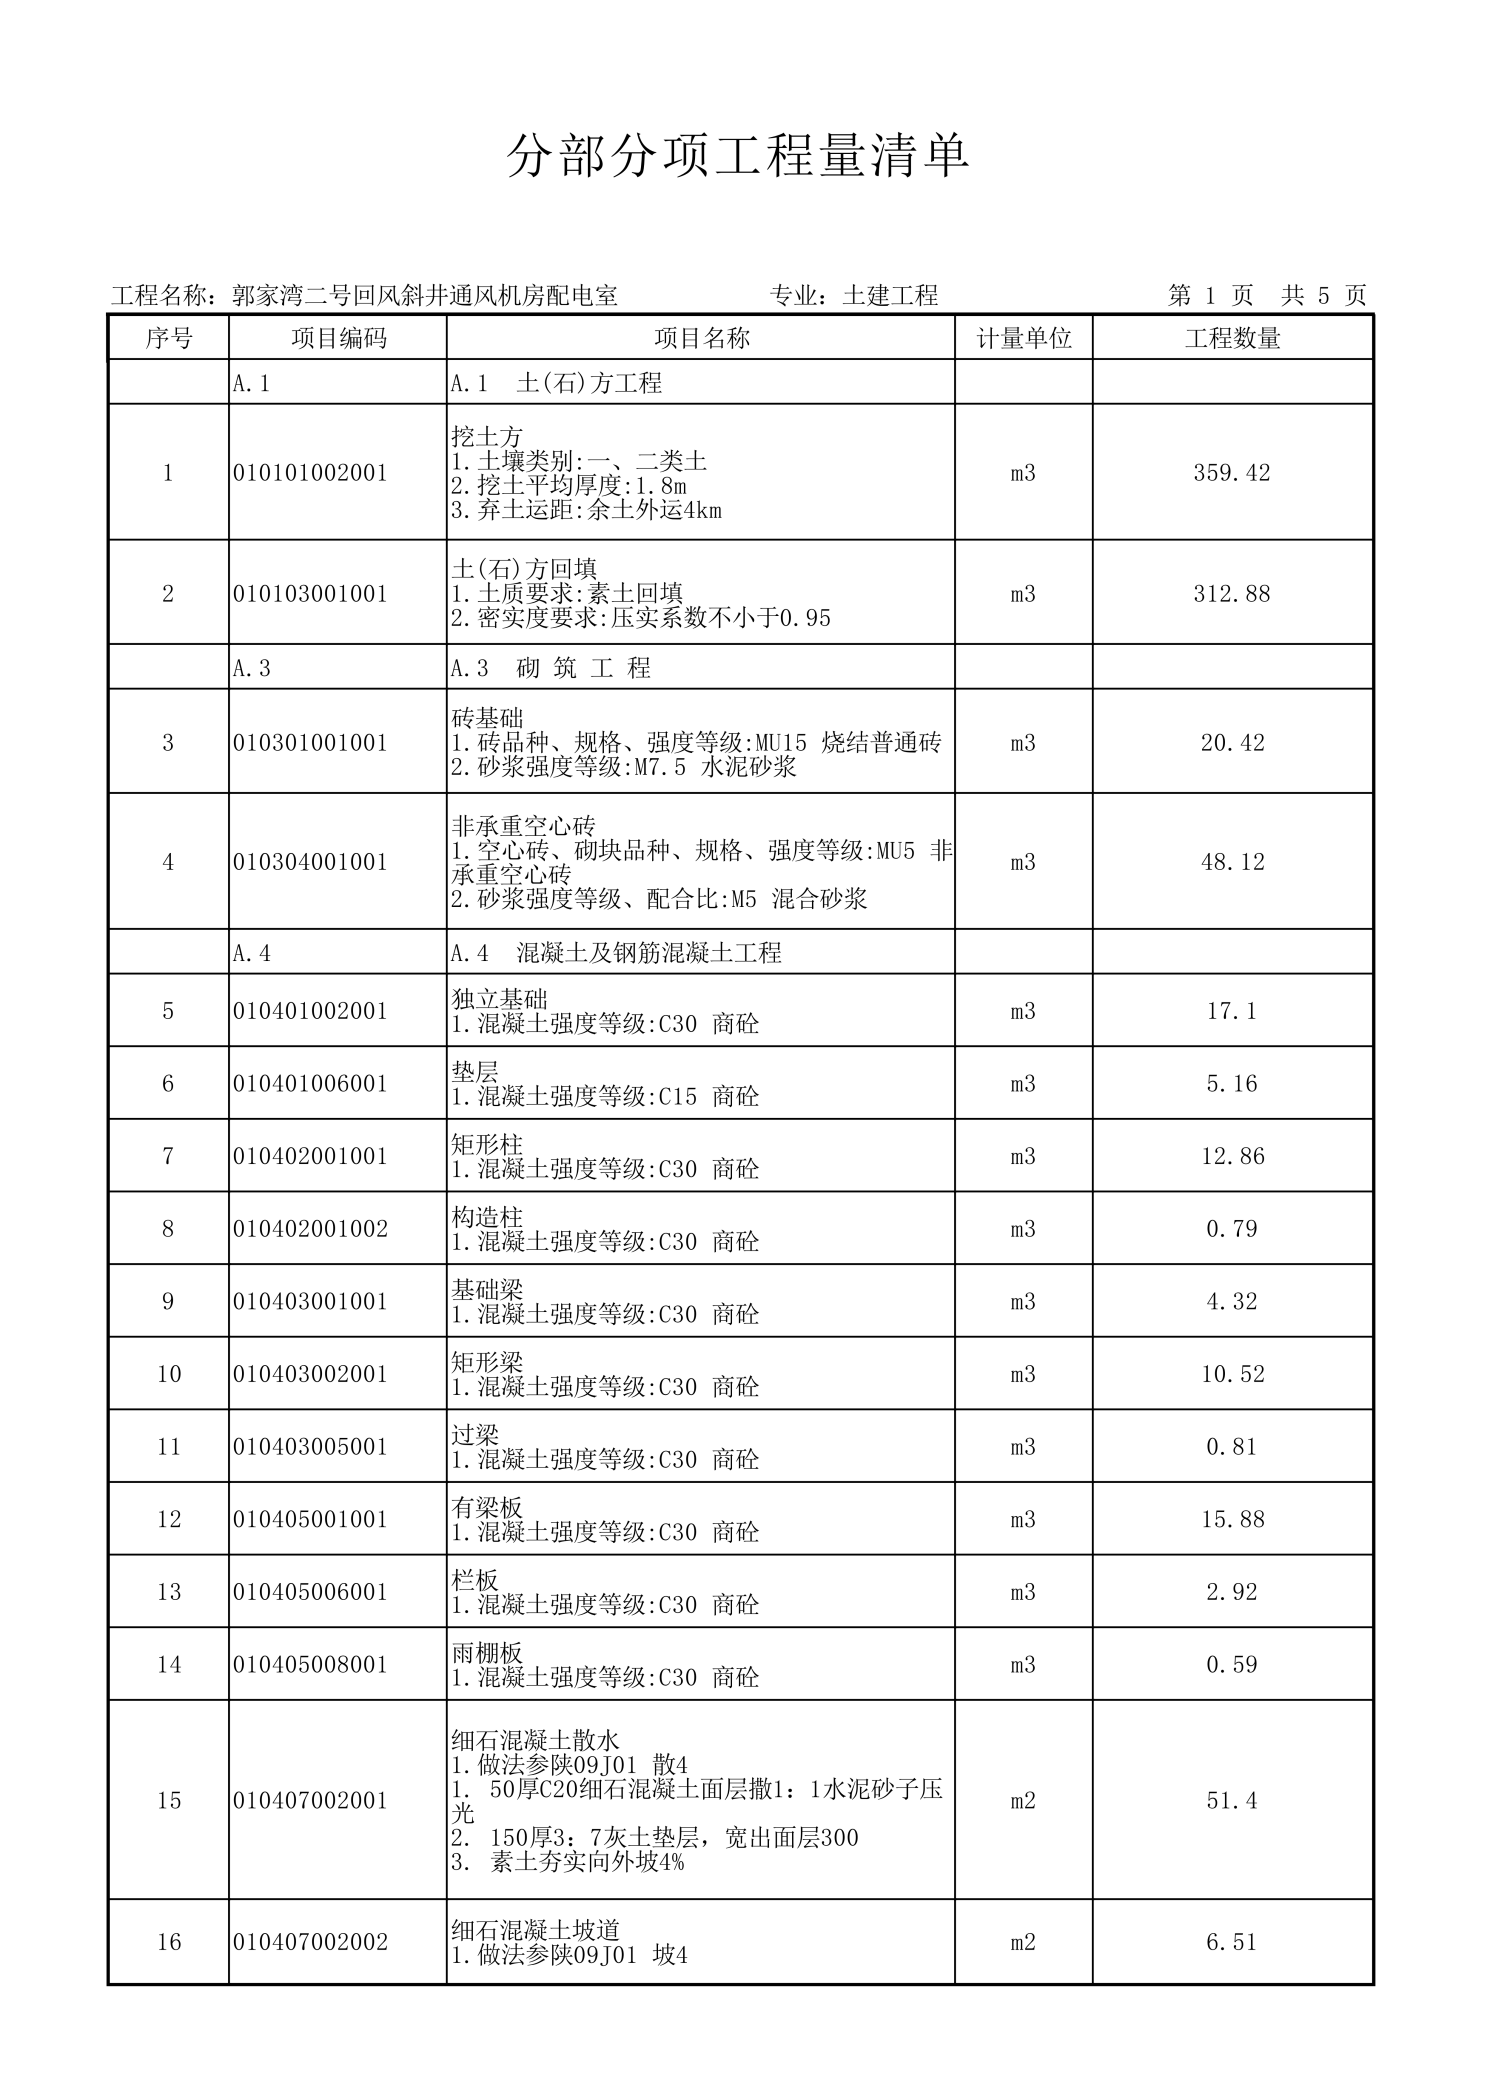 分部分项工程量清单
工程名称：郭家湾二号回风斜井通风机房配电室 专业：土建工程 第 1 页 共 5 页
序号 项目编码 项目名称 计量单位 工程数量
A.1 A.1 土(石)方工程
挖土方
1.土壤类别:一、二类土
1 010101002001 m3 359.42
2.挖土平均厚度:1.8m
3.弃土运距:余土外运4km
土(石)方回填
2 010103001001 1.土质要求:素土回填 m3 312.88
2.密实度要求:压实系数不小于0.95
A.3 A.3 砌 筑 工 程
砖基础
3 010301001001 1.砖品种、规格、强度等级:MU15 烧结普通砖 m3 20.42
2.砂浆强度等级:M7.5 水泥砂浆
非承重空心砖
1.空心砖、砌块品种、规格、强度等级:MU5 非
4 010304001001 m3 48.12
承重空心砖
2.砂浆强度等级、配合比:M5 混合砂浆
A.4 A.4 混凝土及钢筋混凝土工程
独立基础
5 010401002001 m3 17.1
1.混凝土强度等级:C30 商砼
垫层
6 010401006001 m3 5.16
1.混凝土强度等级:C15 商砼
矩形柱
7 010402001001 m3 12.86
1.混凝土强度等级:C30 商砼
构造柱
8 010402001002 m3 0.79
1.混凝土强度等级:C30 商砼
基础梁
9 010403001001 m3 4.32
1.混凝土强度等级:C30 商砼
矩形梁
10 010403002001 m3 10.52
1.混凝土强度等级:C30 商砼
过梁
11 010403005001 m3 0.81
1.混凝土强度等级:C30 商砼
有梁板
12 010405001001 m3 15.88
1.混凝土强度等级:C30 商砼
栏板
13 010405006001 m3 2.92
1.混凝土强度等级:C30 商砼
雨棚板
14 010405008001 m3 0.59
1.混凝土强度等级:C30 商砼
细石混凝土散水
1.做法参陕09J01 散4
1. 50厚C20细石混凝土面层撒1：1水泥砂子压
15 010407002001 m2 51.4
光
2. 150厚3：7灰土垫层，宽出面层300
3. 素土夯实向外坡4%
细石混凝土坡道
16 010407002002 m2 6.51
1.做法参陕09J01 坡4